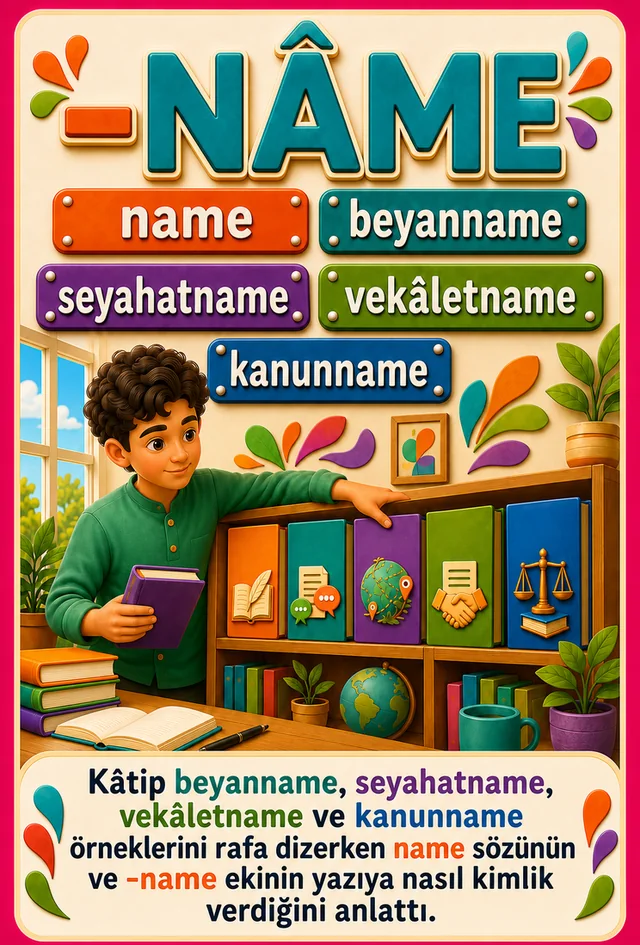 -NÂME
name
beyanname
seyahatname
vekâletname
kanunname
Kâtip beyanname, seyahatname,
vekâletname ve kanunname
örneklerini rafa dizerken name sözünün
ve -name ekinin yazıya nasıl kimlik
verdiğini anlattı.